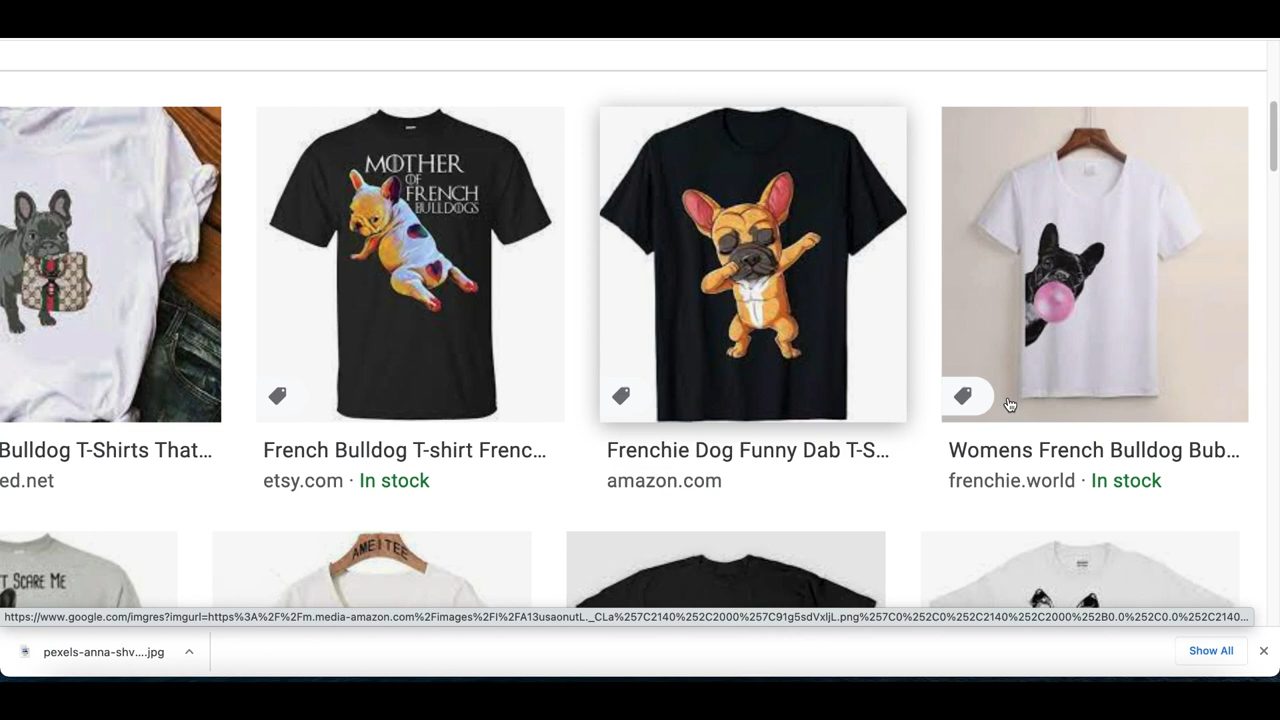 MOTHER
OF
FRENCH
BULLDOGS
Bulldog T-Shirts That...
ed.net
French Bulldog T-shirt Frenc...
etsy.com · In stock
Frenchie Dog Funny Dab T-S...
amazon.com
Womens French Bulldog Bub...
frenchie.world · In stock
T SCARE ME
AMEITEE
https://www.google.com/imgres?imgurl=https%3A%2F%2Fm.media-amazon.com%2Fimages%2FI%2FA13usaonutL._CLa%257C2140%252C2000%257C91g5sdVxljL.png%257C0%252C0%252C2140%252C2000%252B0.0%252C0.0%252C2140...
pexels-anna-shv....jpg
Show All